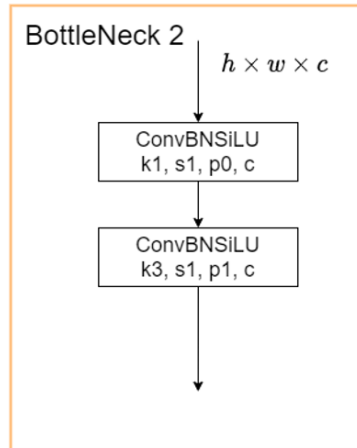 BottleNeck 2
h × w × c
ConvBNSiLU
k1, s1, p0, c
ConvBNSiLU
k3, s1, p1, c